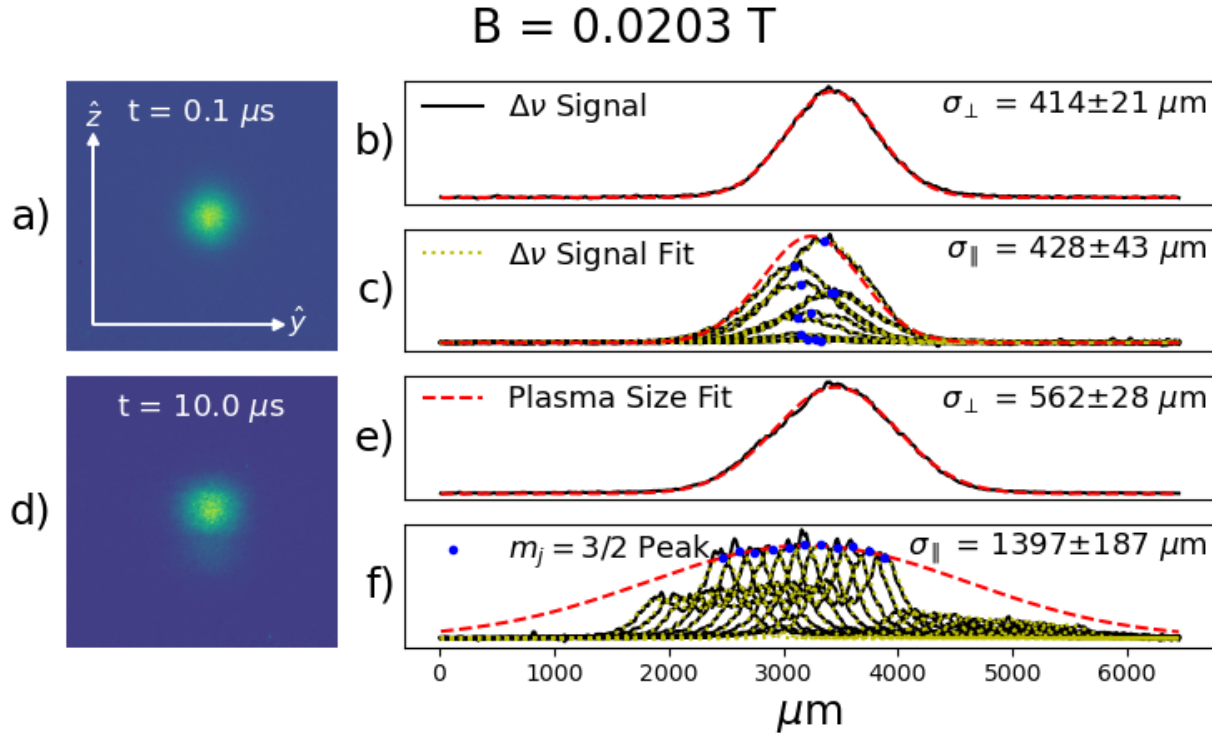 B = 0.0203 T
a)
ẑ
t = 0.1 μs
ŷ
b)
Δν Signal
σ⊥ = 414±21 μm
c)
Δν Signal Fit
σ∥ = 428±43 μm
d)
t = 10.0 μs
e)
Plasma Size Fit
σ⊥ = 562±28 μm
f)
m_j = 3/2 Peak
σ∥ = 1397±187 μm
0 1000 2000 3000 4000 5000 6000
μm